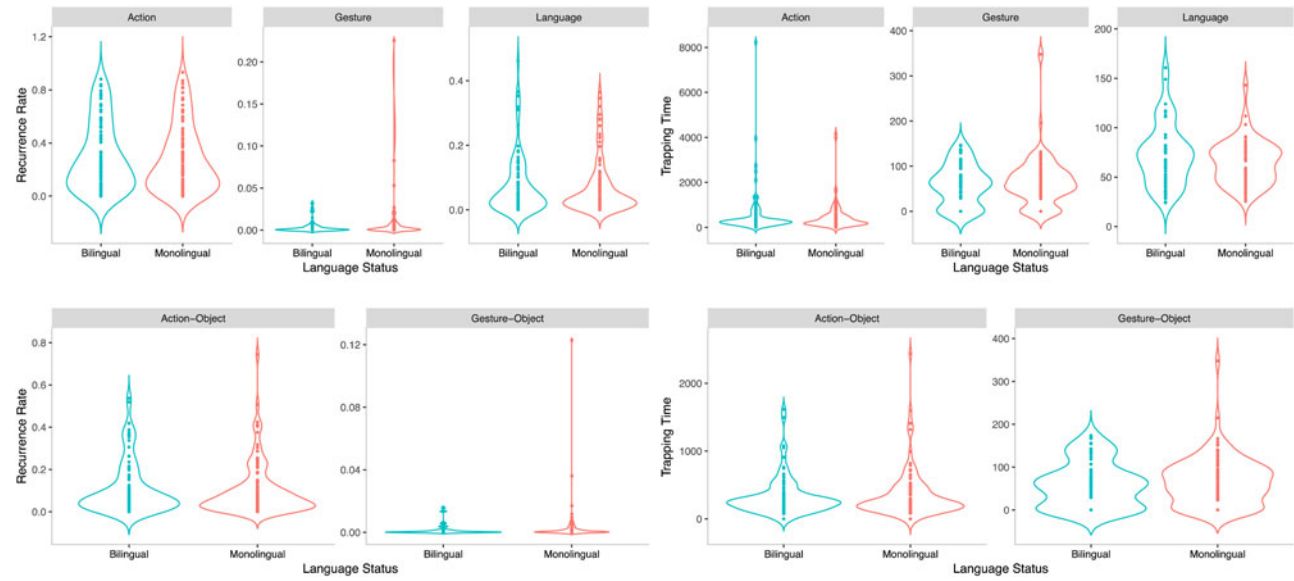 Action Gesture Language
Recurrence Rate
1.2
0.8
0.4
0.0
0.20
0.15
0.10
0.05
0.00
0.4
0.2
0.0
Bilingual Monolingual Bilingual Monolingual Bilingual Monolingual
Language Status
Action Gesture Language
Trapping Time
8000
6000
4000
2000
0
400
300
200
100
0
200
150
100
50
0
Bilingual Monolingual Bilingual Monolingual Bilingual Monolingual
Language Status
Action-Object Gesture-Object
Recurrence Rate
0.8
0.6
0.4
0.2
0.0
0.12
0.08
0.04
0.00
Bilingual Monolingual Bilingual Monolingual
Language Status
Action-Object Gesture-Object
Trapping Time
2000
1000
0
400
300
200
100
0
Bilingual Monolingual Bilingual Monolingual
Language Status